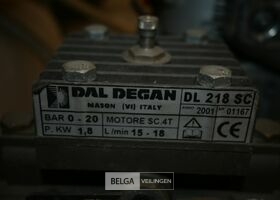 DAL DEGAN DL 218 SC
MASON (VI) ITALY
ANNO 2001 N° 01167
BAR 0 - 20 MOTORE SC.4T
P. KW 1,8 L/min 15 - 18 CE
BELGA VEILINGEN